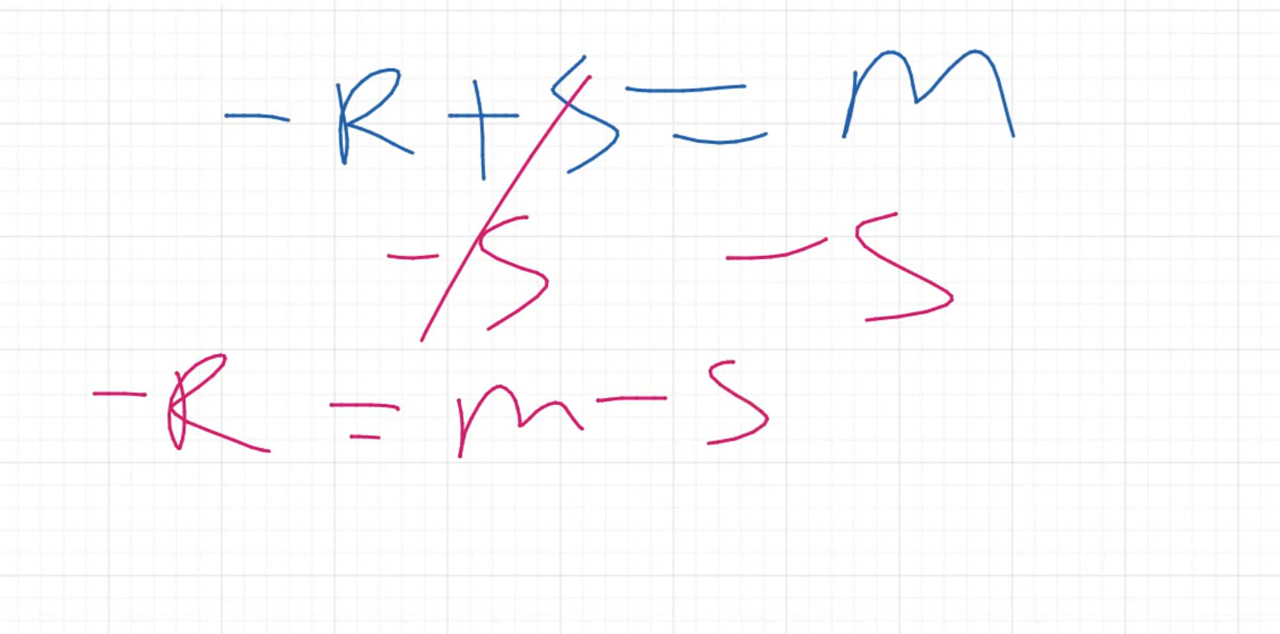 -R + S = m
-S -S
-R = m - S